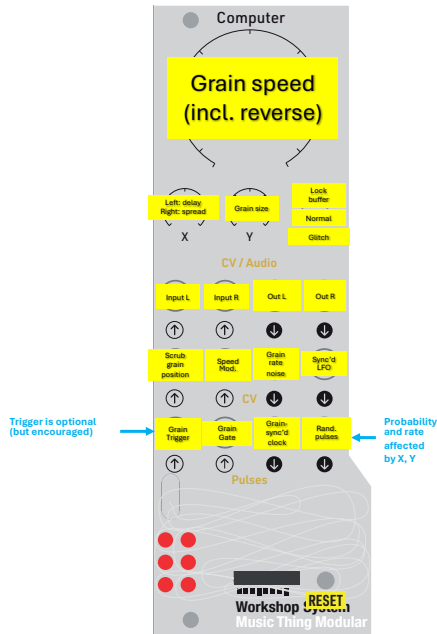 Computer
Grain speed
(incl. reverse)
Left: delay
Right: spread
Grain size
Lock
buffer
Normal
Glitch
X
Y
CV / Audio
Input L
Input R
Out L
Out R
Scrub
grain
position
Speed
Mod.
Grain
rate
noise
Sync'd
LFO
CV
Trigger is optional
(but encouraged)
Grain
Trigger
Grain
Gate
Grain-
sync'd
clock
Rand.
pulses
Probability
and rate
affected
by X, Y
Pulses
RESET
Workshop System
Music Thing Modular